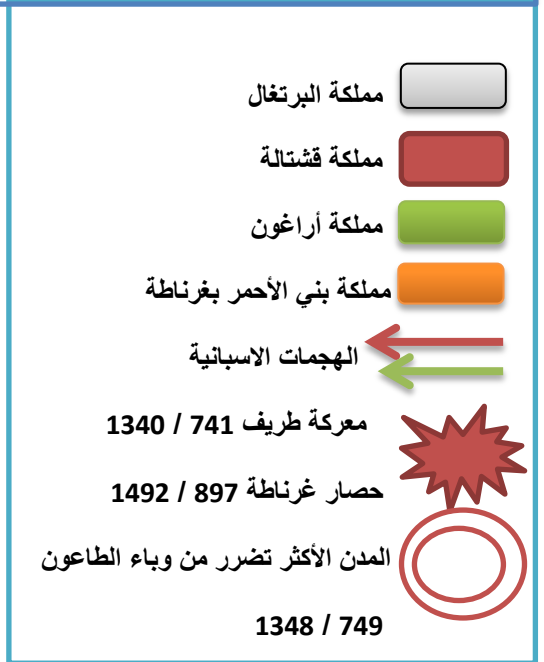 مملكة البرتغال
مملكة قشتالة
مملكة أراغون
مملكة بني الأحمر بغرناطة
الهجمات الاسبانية
معركة طريف 741 / 1340
حصار غرناطة 897 / 1492
المدن الأكثر تضرر من وباء الطاعون
749 / 1348